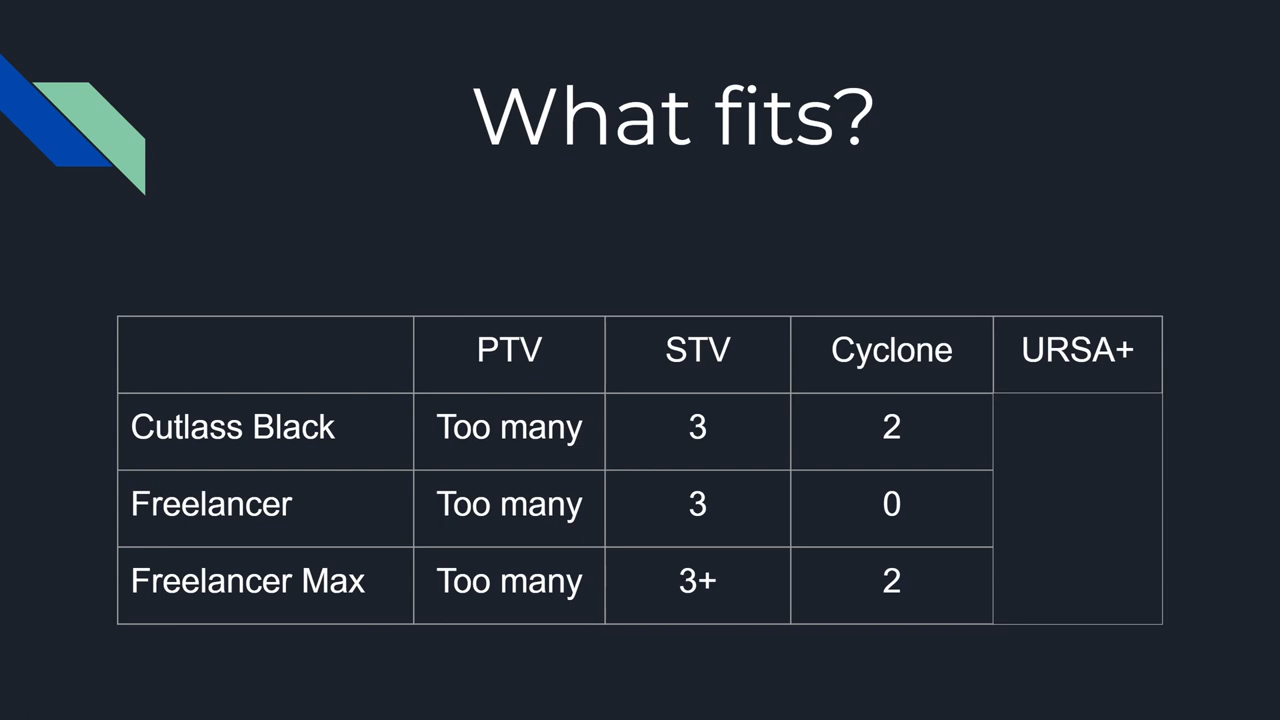 What fits?
PTV STV Cyclone URSA+
Cutlass Black Too many 3 2
Freelancer Too many 3 0
Freelancer Max Too many 3+ 2